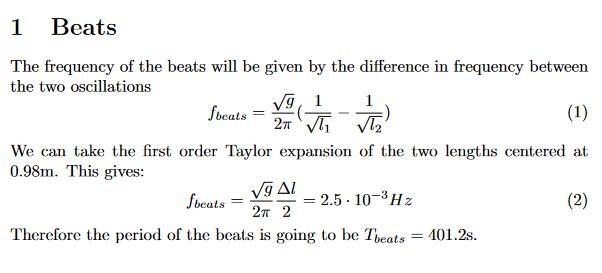 1 Beats
The frequency of the beats will be given by the difference in frequency between
the two oscillations
f_{beats} = \frac{\sqrt{g}}{2\pi}(\frac{1}{\sqrt{l_1}} - \frac{1}{\sqrt{l_2}}) (1)
We can take the first order Taylor expansion of the two lengths centered at
0.98m. This gives:
f_{beats} = \frac{\sqrt{g}}{2\pi}\frac{\Delta l}{2} = 2.5 \cdot 10^{-3}Hz (2)
Therefore the period of the beats is going to be T_{beats} = 401.2s.